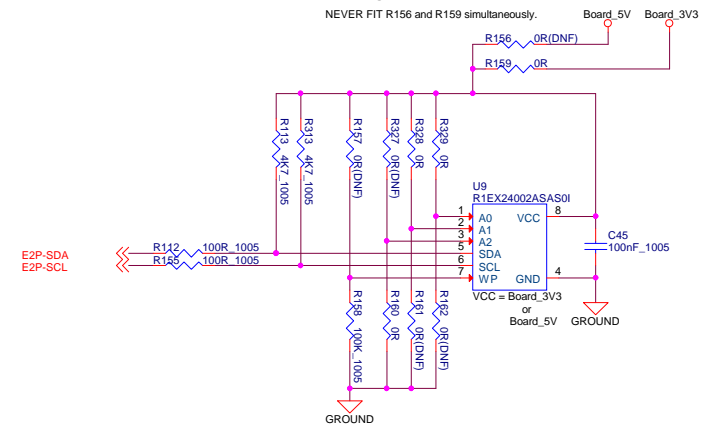 NEVER FIT R156 and R159 simultaneously.
Board_5V
Board_3V3
R156
0R(DNF)
R159
0R
R113
4K7_1005
R313
4K7_1005
R157
0R(DNF)
R327
0R(DNF)
R328
0R
R329
0R
U9
R1EX24002ASAS0I
1
A0
VCC
8
2
A1
3
A2
5
SDA
6
SCL
7
WP
GND
4
C45
100nF_1005
R112
100R_1005
R155
100R_1005
E2P-SDA
E2P-SCL
VCC = Board_3V3
or
Board_5V
GROUND
R158
100K_1005
R160
0R
R161
0R(DNF)
R162
0R(DNF)
GROUND